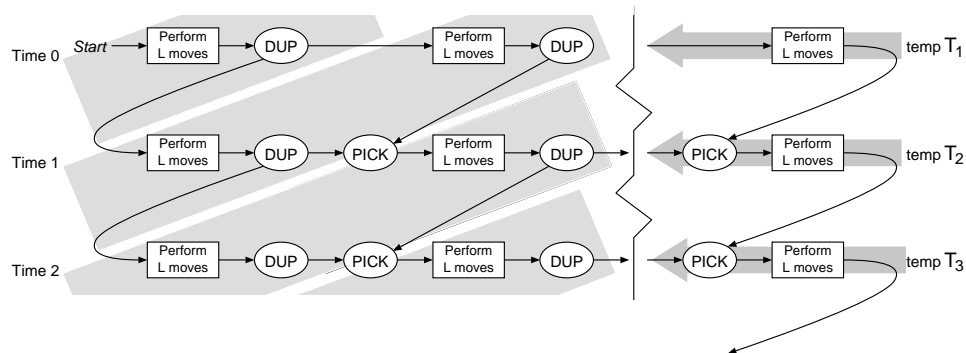 Time 0 Start Perform L moves DUP Perform L moves DUP Perform L moves temp T1
Time 1 Perform L moves DUP PICK Perform L moves DUP PICK Perform L moves temp T2
Time 2 Perform L moves DUP PICK Perform L moves DUP PICK Perform L moves temp T3